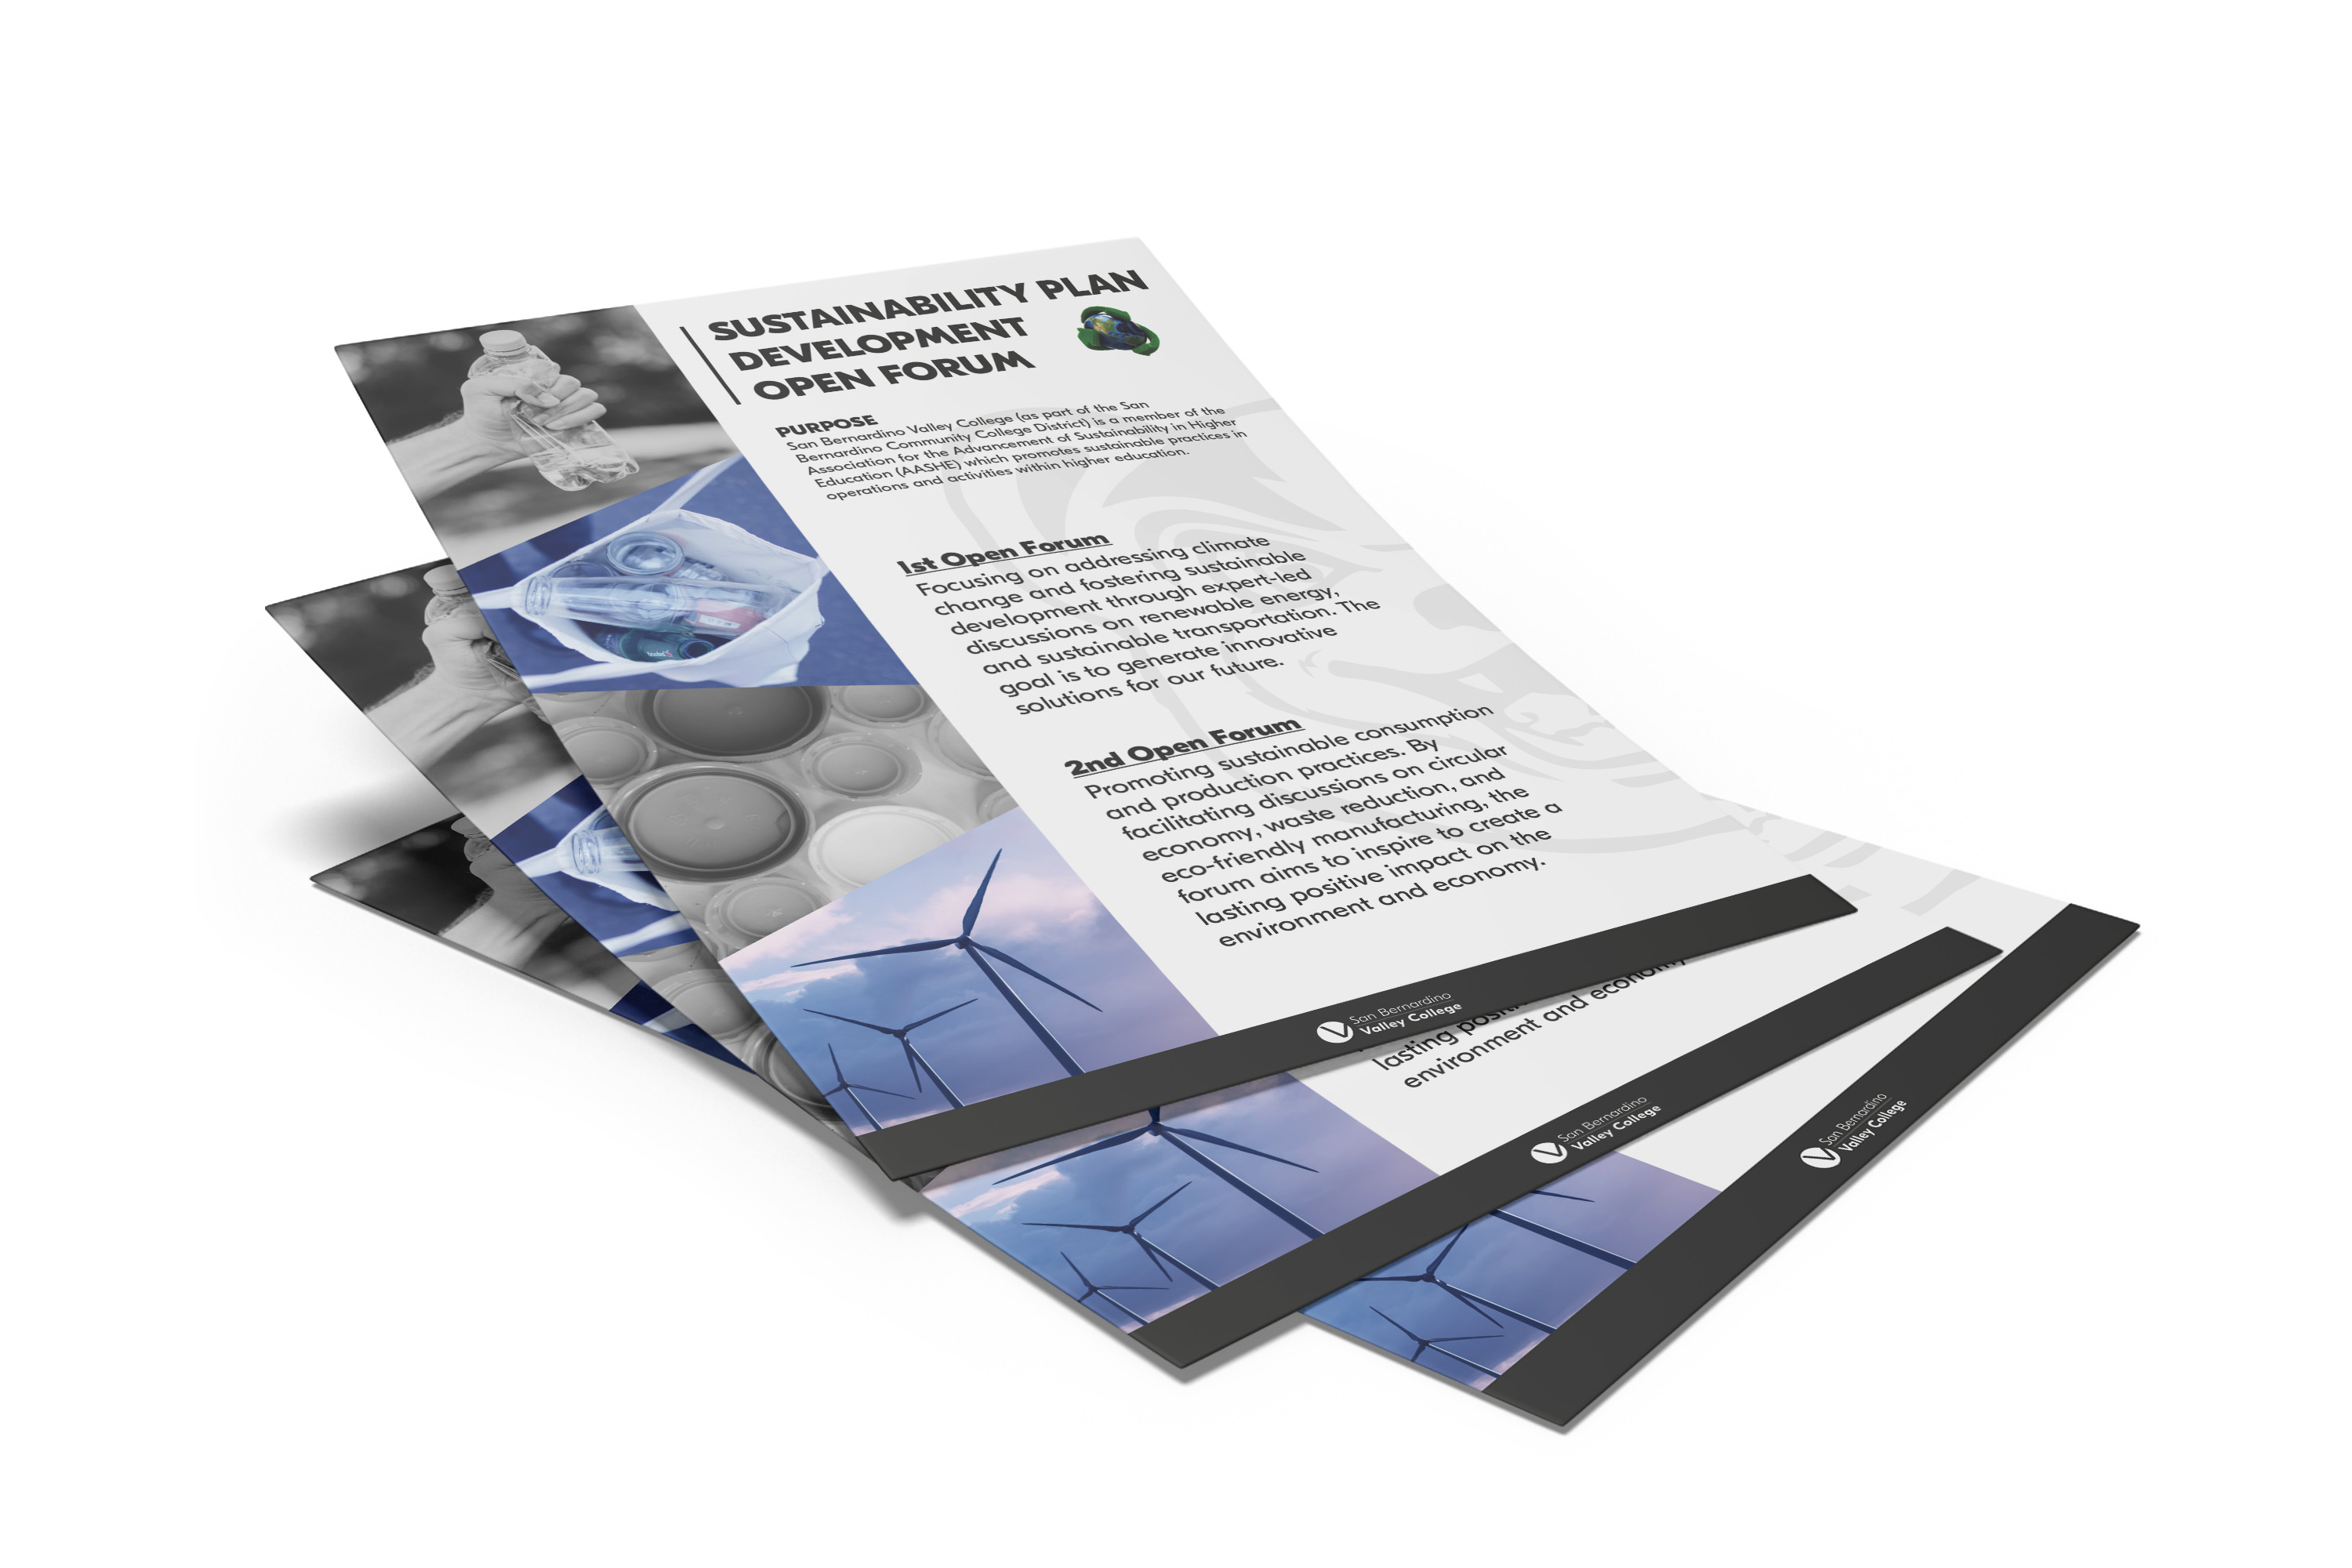 SUSTAINABILITY PLAN
DEVELOPMENT
OPEN FORUM
PURPOSE
San Bernardino Valley College (as part of the San
Bernardino Community College District) is a member of the
Association for the Advancement of Sustainability in Higher
Education (AASHE) which promotes sustainable practices in
operations and activities within higher education.
1st Open Forum
Focusing on addressing climate
change and fostering sustainable
development through expert-led
discussions on renewable energy,
and sustainable transportation. The
goal is to generate innovative
solutions for our future.
2nd Open Forum
Promoting sustainable consumption
and production practices. By
facilitating discussions on circular
economy, waste reduction, and
eco-friendly manufacturing, the
forum aims to inspire to create a
lasting positive impact on the
environment and economy.
San Bernardino
Valley College
lasting
environment and economy
San Bernardino
Valley College
San Bernardino
Valley College